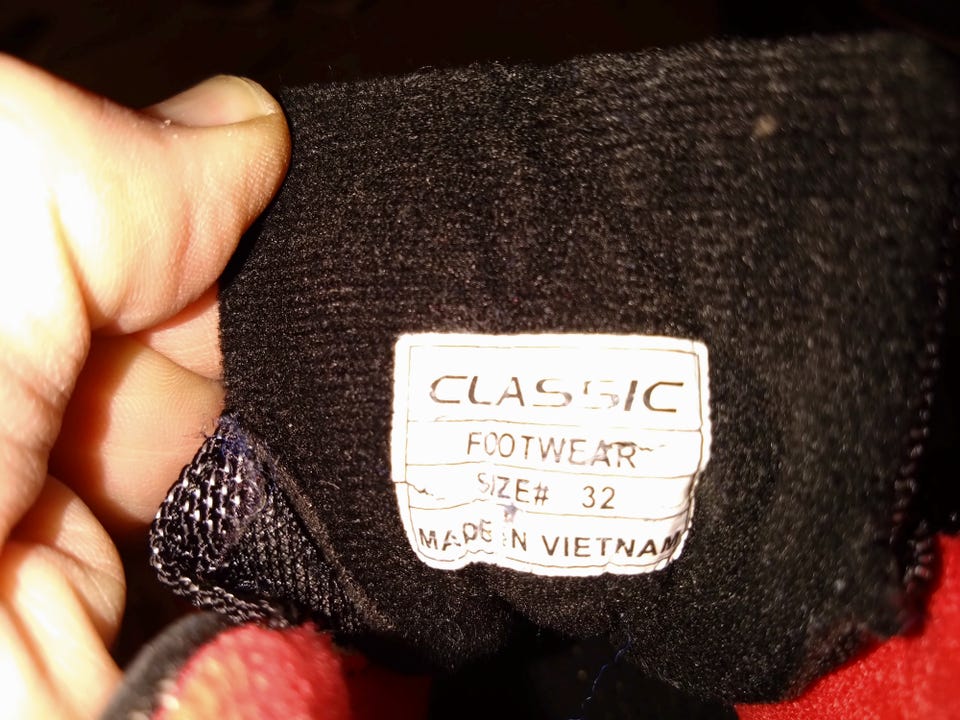 CLASSIC
FOOTWEAR
SIZE# 32
MADE IN VIETNAM